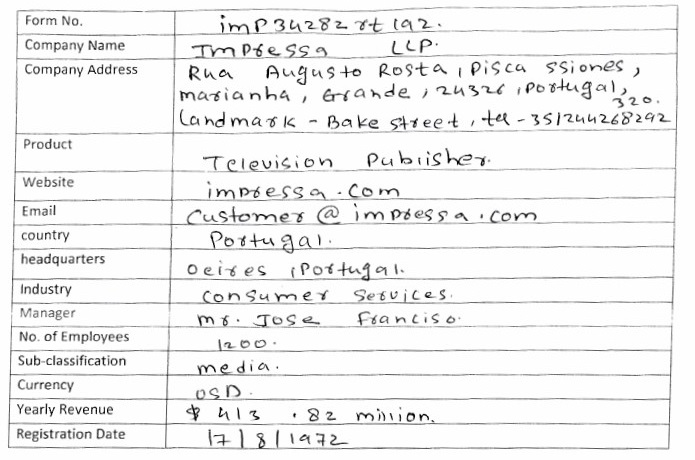 Form No. imp34282rt192.
Company Name Impressa LLP.
Company Address Rua Augusto Rosta, Pisca ssiones,
marianha, Grande, 24326, Portugal,
320.
Landmark - Bake street, tel - 351244268292
Product Television Publisher.
Website impressa.com
Email Customer@impressa.com
country Portugal.
headquarters Oeires, Portugal.
Industry Consumer Services.
Manager mr. Jose Franciso.
No. of Employees 1200.
Sub-classification media.
Currency USD.
Yearly Revenue $ 413 .82 million.
Registration Date 17/8/1972